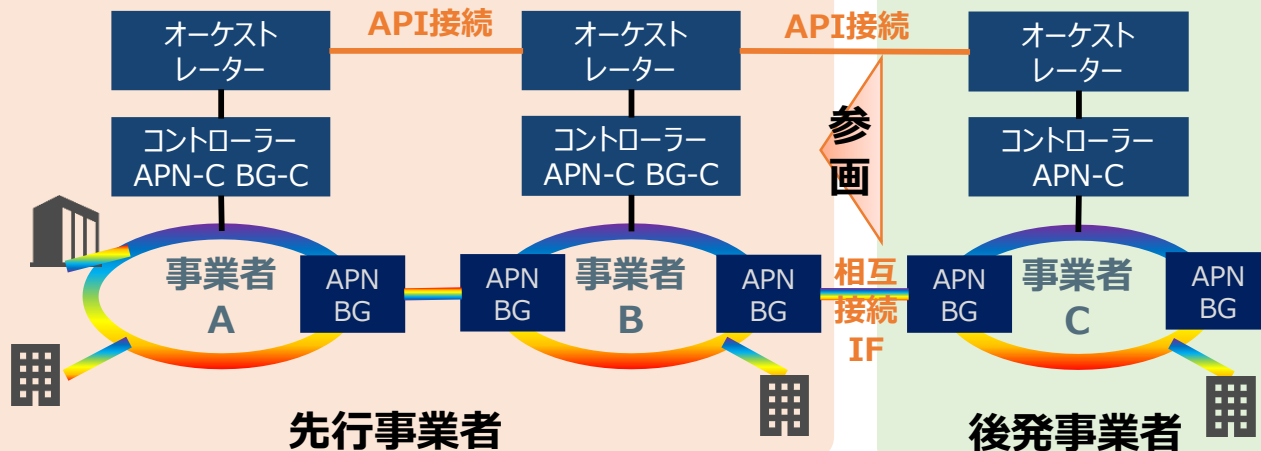 オーケスト
レーター
API接続
オーケスト
レーター
API接続
オーケスト
レーター
コントローラー
APN-C BG-C
コントローラー
APN-C BG-C
参
画
コントローラー
APN-C
事業者
A
APN
BG
APN
BG
事業者
B
APN
BG
相互
接続
IF
APN
BG
事業者
C
APN
BG
先行事業者
後発事業者